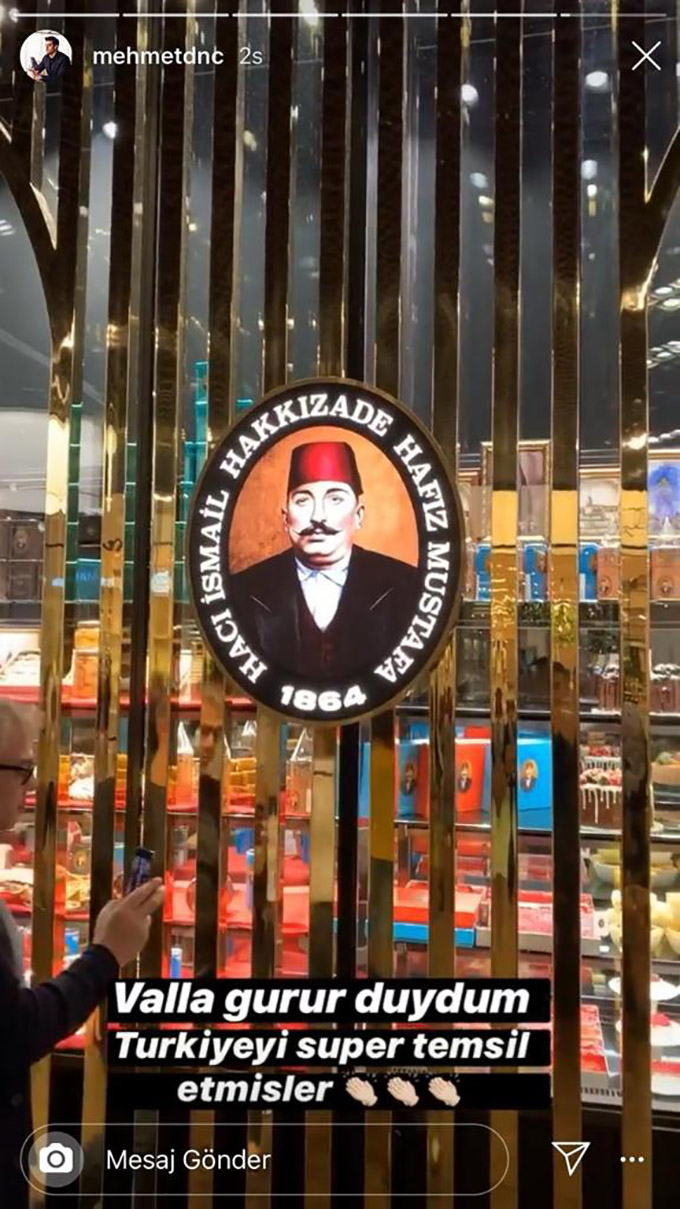 mehmetdnc 2s
HACI İSMAİL HAKKIZADE HAFIZ MUSTAFA
1864
Valla gurur duydum
Turkiyeyi super temsil
etmisler 👏🏻👏🏻👏🏻
Mesaj Gönder